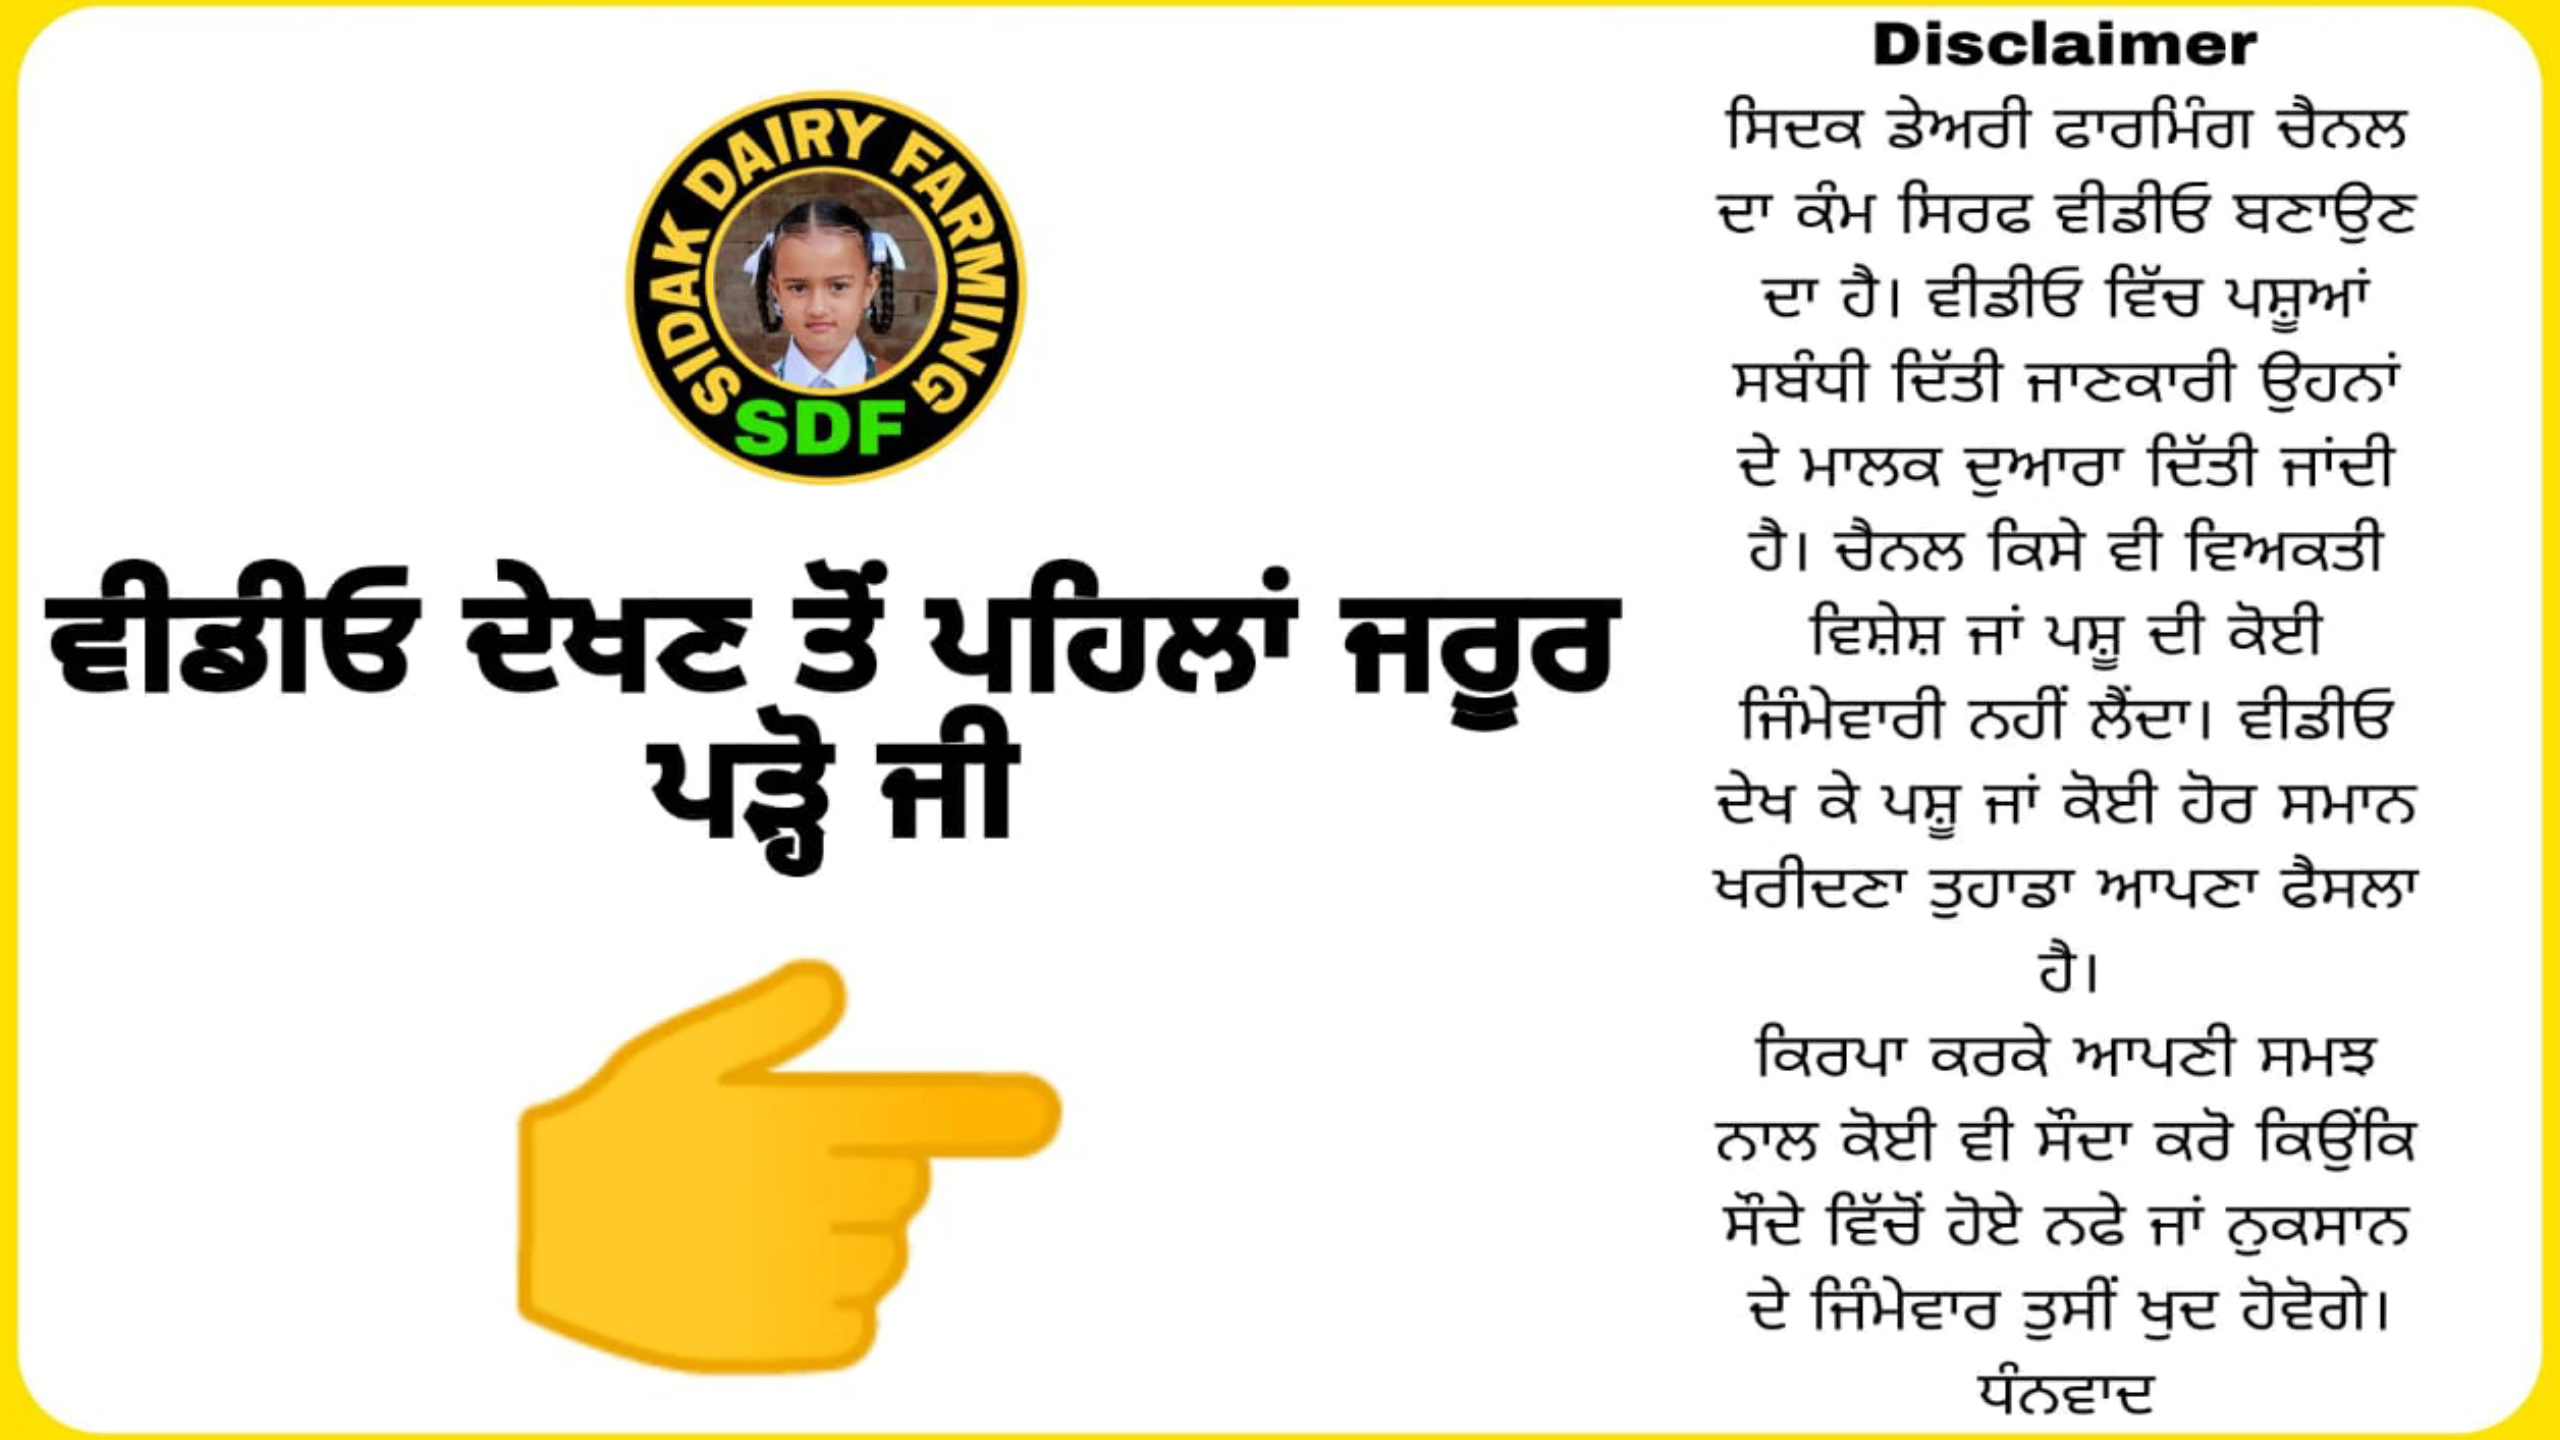 SIDAK DAIRY FARMING
SDF
ਵੀਡੀਓ ਦੇਖਣ ਤੋਂ ਪਹਿਲਾਂ ਜਰੂਰ
ਪੜ੍ਹੋ ਜੀ
Disclaimer
ਸਿਦਕ ਡੇਅਰੀ ਫਾਰਮਿੰਗ ਚੈਨਲ
ਦਾ ਕੰਮ ਸਿਰਫ ਵੀਡੀਓ ਬਣਾਉਣ
ਦਾ ਹੈ। ਵੀਡੀਓ ਵਿੱਚ ਪਸ਼ੂਆਂ
ਸਬੰਧੀ ਦਿੱਤੀ ਜਾਣਕਾਰੀ ਉਹਨਾਂ
ਦੇ ਮਾਲਕ ਦੁਆਰਾ ਦਿੱਤੀ ਜਾਂਦੀ
ਹੈ। ਚੈਨਲ ਕਿਸੇ ਵੀ ਵਿਅਕਤੀ
ਵਿਸ਼ੇਸ਼ ਜਾਂ ਪਸ਼ੂ ਦੀ ਕੋਈ
ਜਿੰਮੇਵਾਰੀ ਨਹੀਂ ਲੈਂਦਾ। ਵੀਡੀਓ
ਦੇਖ ਕੇ ਪਸ਼ੂ ਜਾਂ ਕੋਈ ਹੋਰ ਸਮਾਨ
ਖਰੀਦਣਾ ਤੁਹਾਡਾ ਆਪਣਾ ਫੈਸਲਾ
ਹੈ।
ਕਿਰਪਾ ਕਰਕੇ ਆਪਣੀ ਸਮਝ
ਨਾਲ ਕੋਈ ਵੀ ਸੌਦਾ ਕਰੋ ਕਿਉਂਕਿ
ਸੌਦੇ ਵਿੱਚੋਂ ਹੋਏ ਨਫੇ ਜਾਂ ਨੁਕਸਾਨ
ਦੇ ਜਿੰਮੇਵਾਰ ਤੁਸੀਂ ਖੁਦ ਹੋਵੋਗੇ।
ਧੰਨਵਾਦ